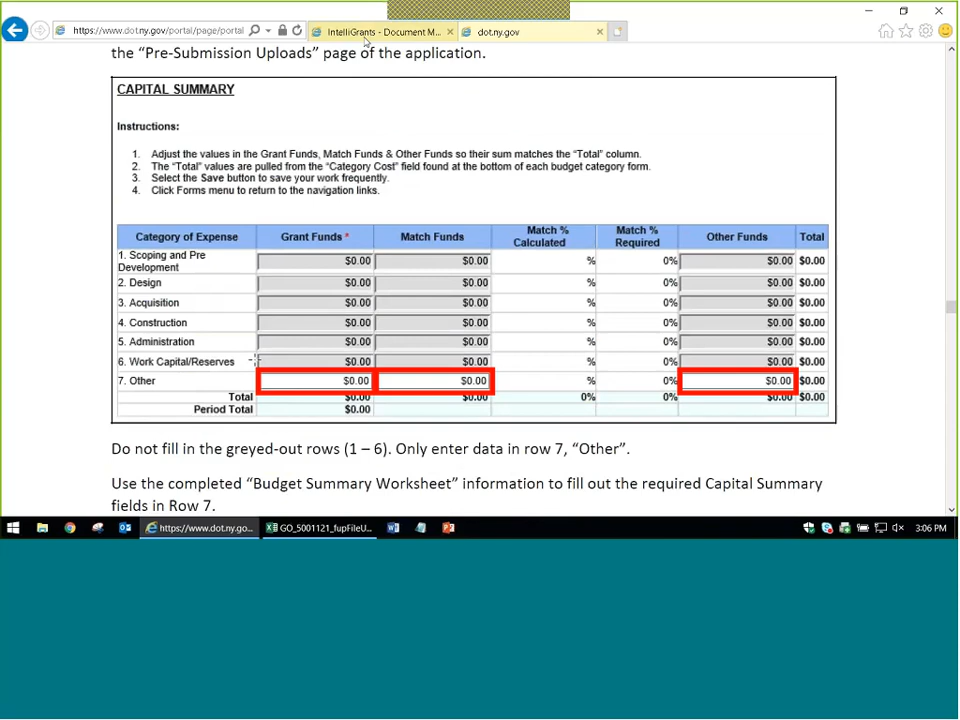 https://www.dot.ny.gov/portal/page/portal
IntelliGrants - Document M...
dot.ny.gov
the “Pre-Submission Uploads” page of the application.
CAPITAL SUMMARY
Instructions:
1. Adjust the values in the Grant Funds, Match Funds & Other Funds so their sum matches the “Total” column.
2. The “Total” values are pulled from the “Category Cost” field found at the bottom of each budget category form.
3. Select the Save button to save your work frequently.
4. Click Forms menu to return to the navigation links.
Category of Expense Grant Funds * Match Funds Match % Calculated Match % Required Other Funds Total
1. Scoping and Pre Development $0.00 $0.00 % 0% $0.00 $0.00
2. Design $0.00 $0.00 % 0% $0.00 $0.00
3. Acquisition $0.00 $0.00 % 0% $0.00 $0.00
4. Construction $0.00 $0.00 % 0% $0.00 $0.00
5. Administration $0.00 $0.00 % 0% $0.00 $0.00
6. Work Capital/Reserves $0.00 $0.00 % 0% $0.00 $0.00
7. Other $0.00 $0.00 % 0% $0.00 $0.00
Total $0.00 $0.00 0% 0% $0.00 $0.00
Period Total $0.00
Do not fill in the greyed-out rows (1 – 6). Only enter data in row 7, “Other”.
Use the completed “Budget Summary Worksheet” information to fill out the required Capital Summary
fields in Row 7.
https://www.dot.ny.go...
GO_5001121_fupFileU...
3:06 PM